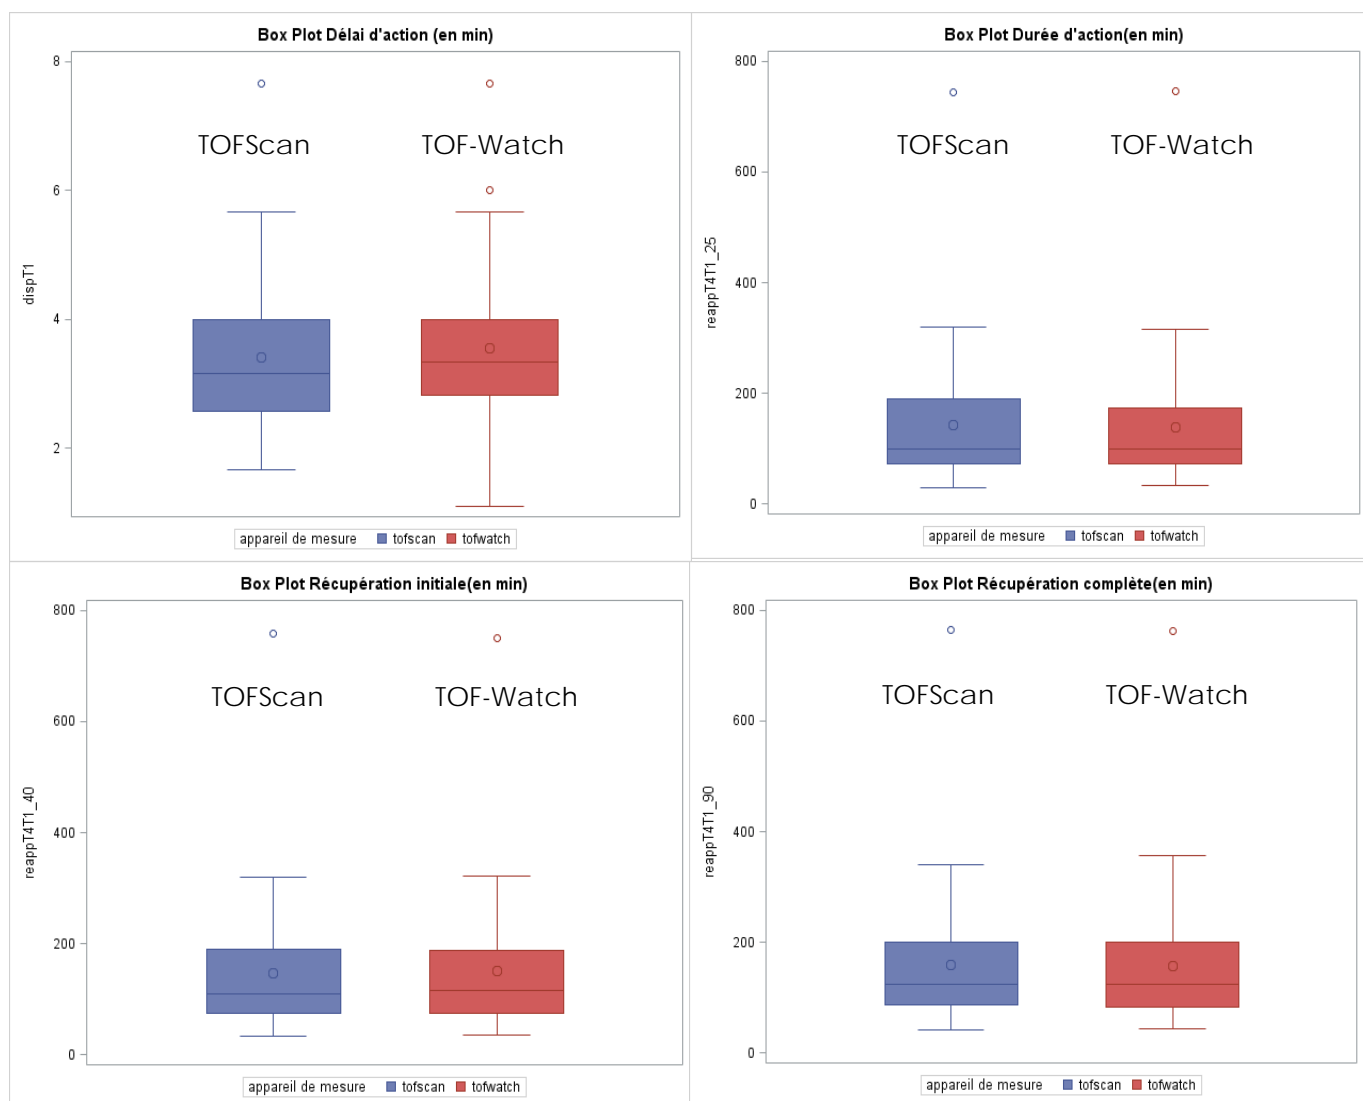 Box Plot Délai d'action (en min)
8
6
4
2
dispT1
TOFScan TOF-Watch
appareil de mesure tofscan tofwatch
Box Plot Durée d'action(en min)
800
600
400
200
0
reappT4T1_25
TOFScan TOF-Watch
appareil de mesure tofscan tofwatch
Box Plot Récupération initiale(en min)
800
600
400
200
0
reappT4T1_40
TOFScan TOF-Watch
appareil de mesure tofscan tofwatch
Box Plot Récupération complète(en min)
800
600
400
200
0
reappT4T1_90
TOFScan TOF-Watch
appareil de mesure tofscan tofwatch